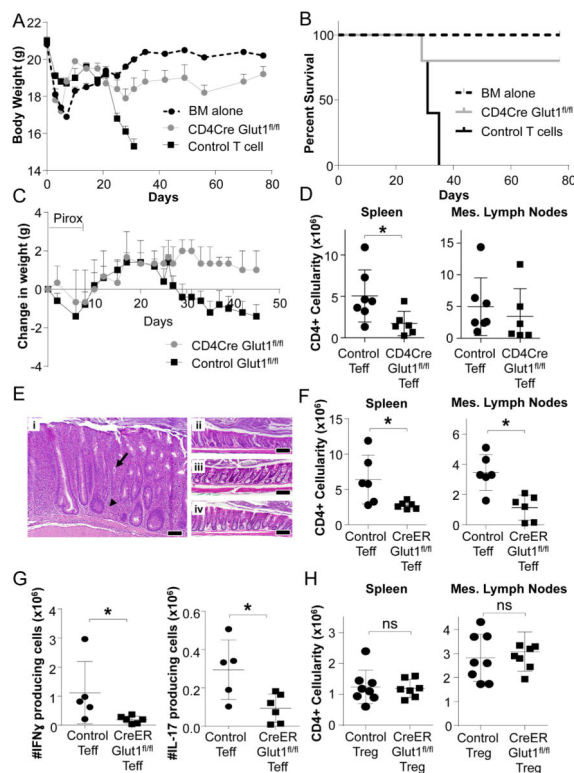 A
Body Weight (g)
22
20
18
16
14
0
20
40
60
80
Days
BM alone
CD4Cre Glut1fl/fl
Control T cell
B
Percent Survival
100
50
0
0
20
40
60
80
Days
BM alone
CD4Cre Glut1fl/fl
Control T cells
C
Pirox
Change in weight (g)
4
2
0
-2
-4
0
10
20
30
40
50
Days
CD4Cre Glut1fl/fl
Control Glut1fl/fl
D
Spleen
Mes. Lymph Nodes
CD4+ Cellularity (x10⁶)
15
10
5
0
*
Control
Teff
CD4Cre
Glut1fl/fl
Teff
20
15
10
5
0
Control
Teff
CD4Cre
Glut1fl/fl
Teff
E
i
ii
iii
iv
F
Spleen
Mes. Lymph Nodes
CD4+ Cellularity (x10⁶)
15
10
5
0
*
Control
Teff
CreER
Glut1fl/fl
Teff
6
4
2
0
*
Control
Teff
CreER
Glut1fl/fl
Teff
G
#IFNγ producing cells (x10⁶)
4
3
2
1
0
*
Control
Teff
CreER
Glut1fl/fl
Teff
#IL-17 producing cells (x10⁶)
0.6
0.4
0.2
0.0
*
Control
Teff
CreER
Glut1fl/fl
Teff
H
Spleen
Mes. Lymph Nodes
CD4+ Cellularity (x10⁶)
4
3
2
1
0
ns
Control
Treg
CreER
Glut1fl/fl
Treg
5
4
3
2
1
0
ns
Control
Treg
CreER
Glut1fl/fl
Treg